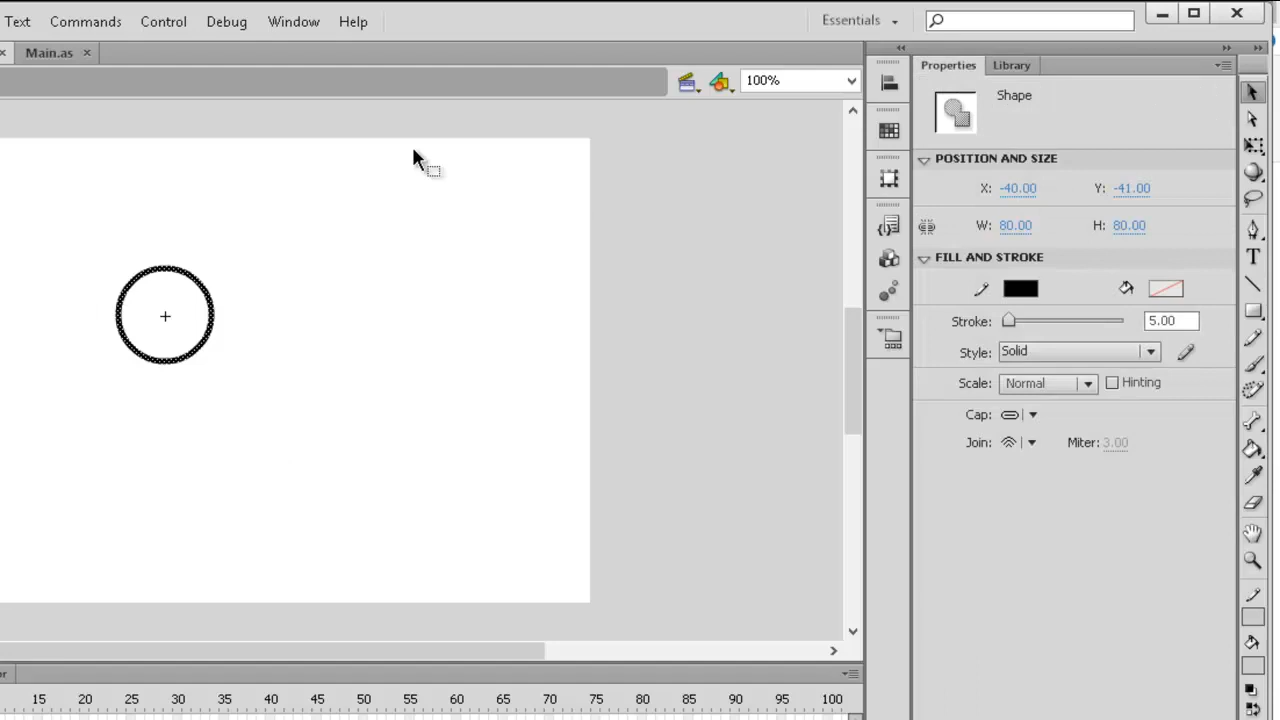 Text Commands Control Debug Window Help Essentials
Main.as
100%
Properties Library
Shape
POSITION AND SIZE
X: -40.00 Y: -41.00
W: 80.00 H: 80.00
FILL AND STROKE
Stroke: 5.00
Style: Solid
Scale: Normal Hinting
Cap:
Join: Miter: 3.00
or
15 20 25 30 35 40 45 50 55 60 65 70 75 80 85 90 95 100